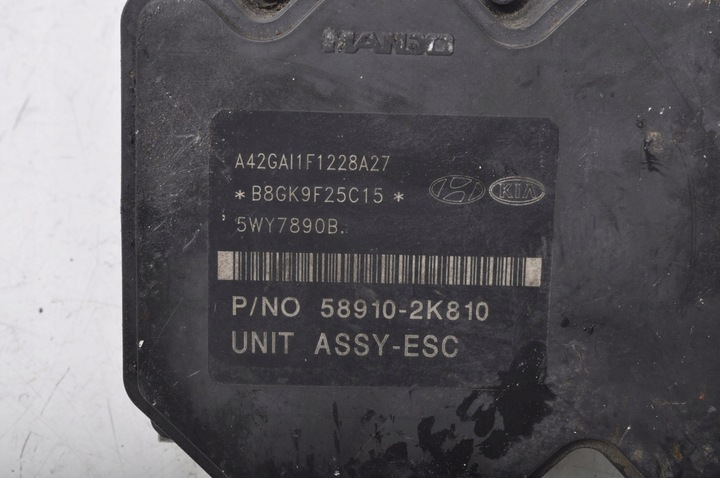 MANDO
A42GAI1F1228A27
*B8GK9F25C15*
KIA
5WY7890B.
P/NO 58910-2K810
UNIT ASSY-ESC